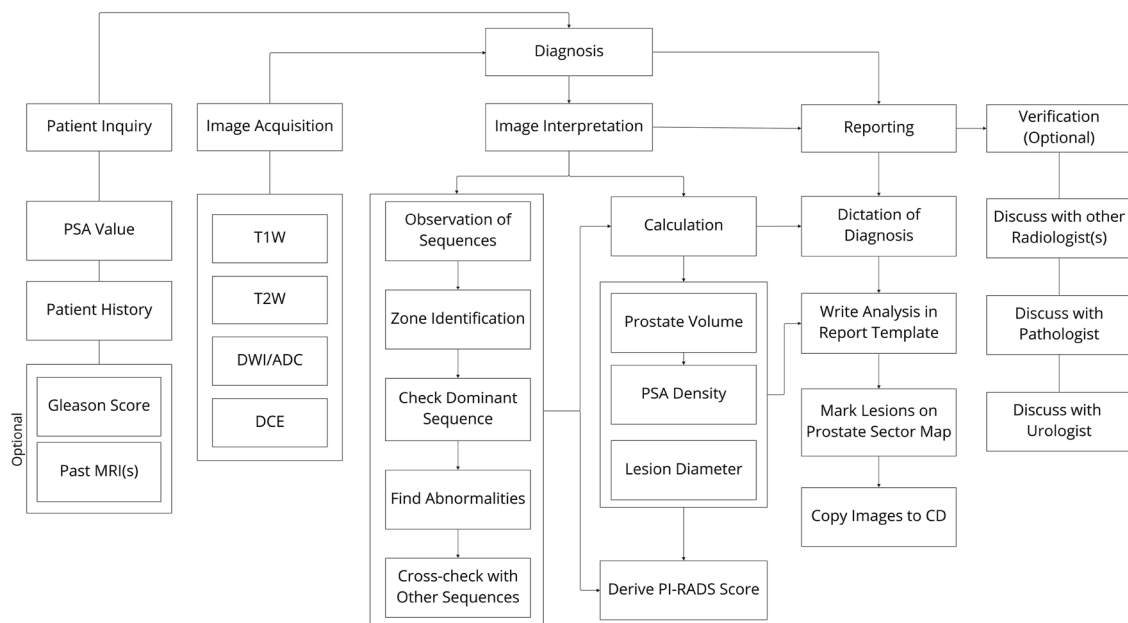 Diagnosis
Patient Inquiry
Image Acquisition
Image Interpretation
Reporting
Verification
(Optional)
PSA Value
Patient History
Optional
Gleason Score
Past MRI(s)
T1W
T2W
DWI/ADC
DCE
Observation of
Sequences
Zone Identification
Check Dominant
Sequence
Find Abnormalities
Cross-check with
Other Sequences
Calculation
Prostate Volume
PSA Density
Lesion Diameter
Derive PI-RADS Score
Dictation of
Diagnosis
Write Analysis in
Report Template
Mark Lesions on
Prostate Sector Map
Copy Images to CD
Discuss with other
Radiologist(s)
Discuss with
Pathologist
Discuss with
Urologist